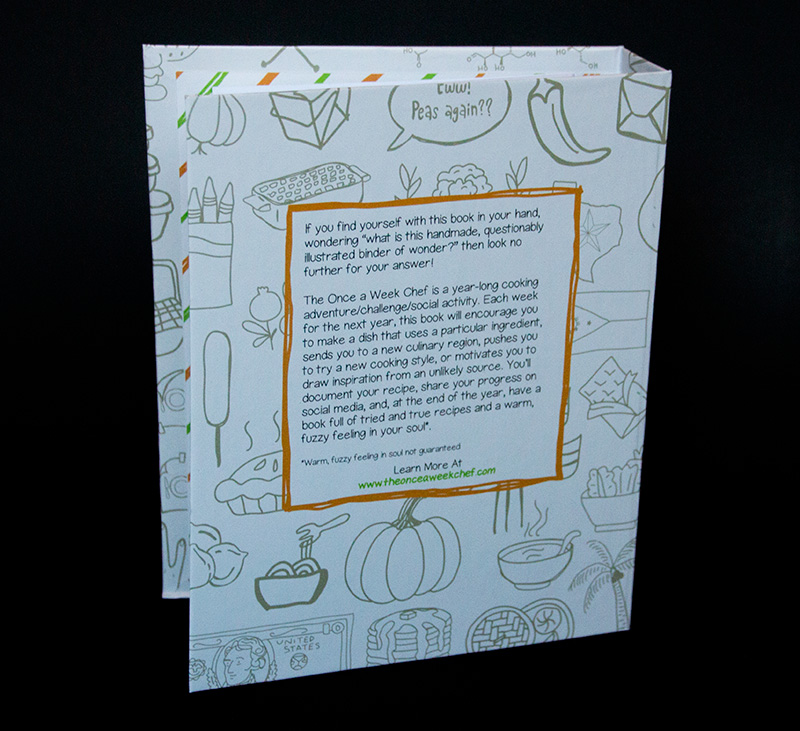 Eww!
Peas again??
If you find yourself with this book in your hand,
wondering "what is this handmade, questionably
illustrated binder of wonder?" then look no
further for your answer!
The Once a Week Chef is a year-long cooking
adventure/challenge/social activity. Each week
for the next year, this book will encourage you
to make a dish that uses a particular ingredient,
sends you to a new culinary region, pushes you
to try a new cooking style, or motivates you to
draw inspiration from an unlikely source. You'll
document your recipe, share your progress on
social media, and, at the end of the year, have a
book full of tried and true recipes and a warm,
fuzzy feeling in your soul*.
*Warm, fuzzy feeling in soul not guaranteed
Learn More At
www.theonceaweekchef.com
UNITED
STATES